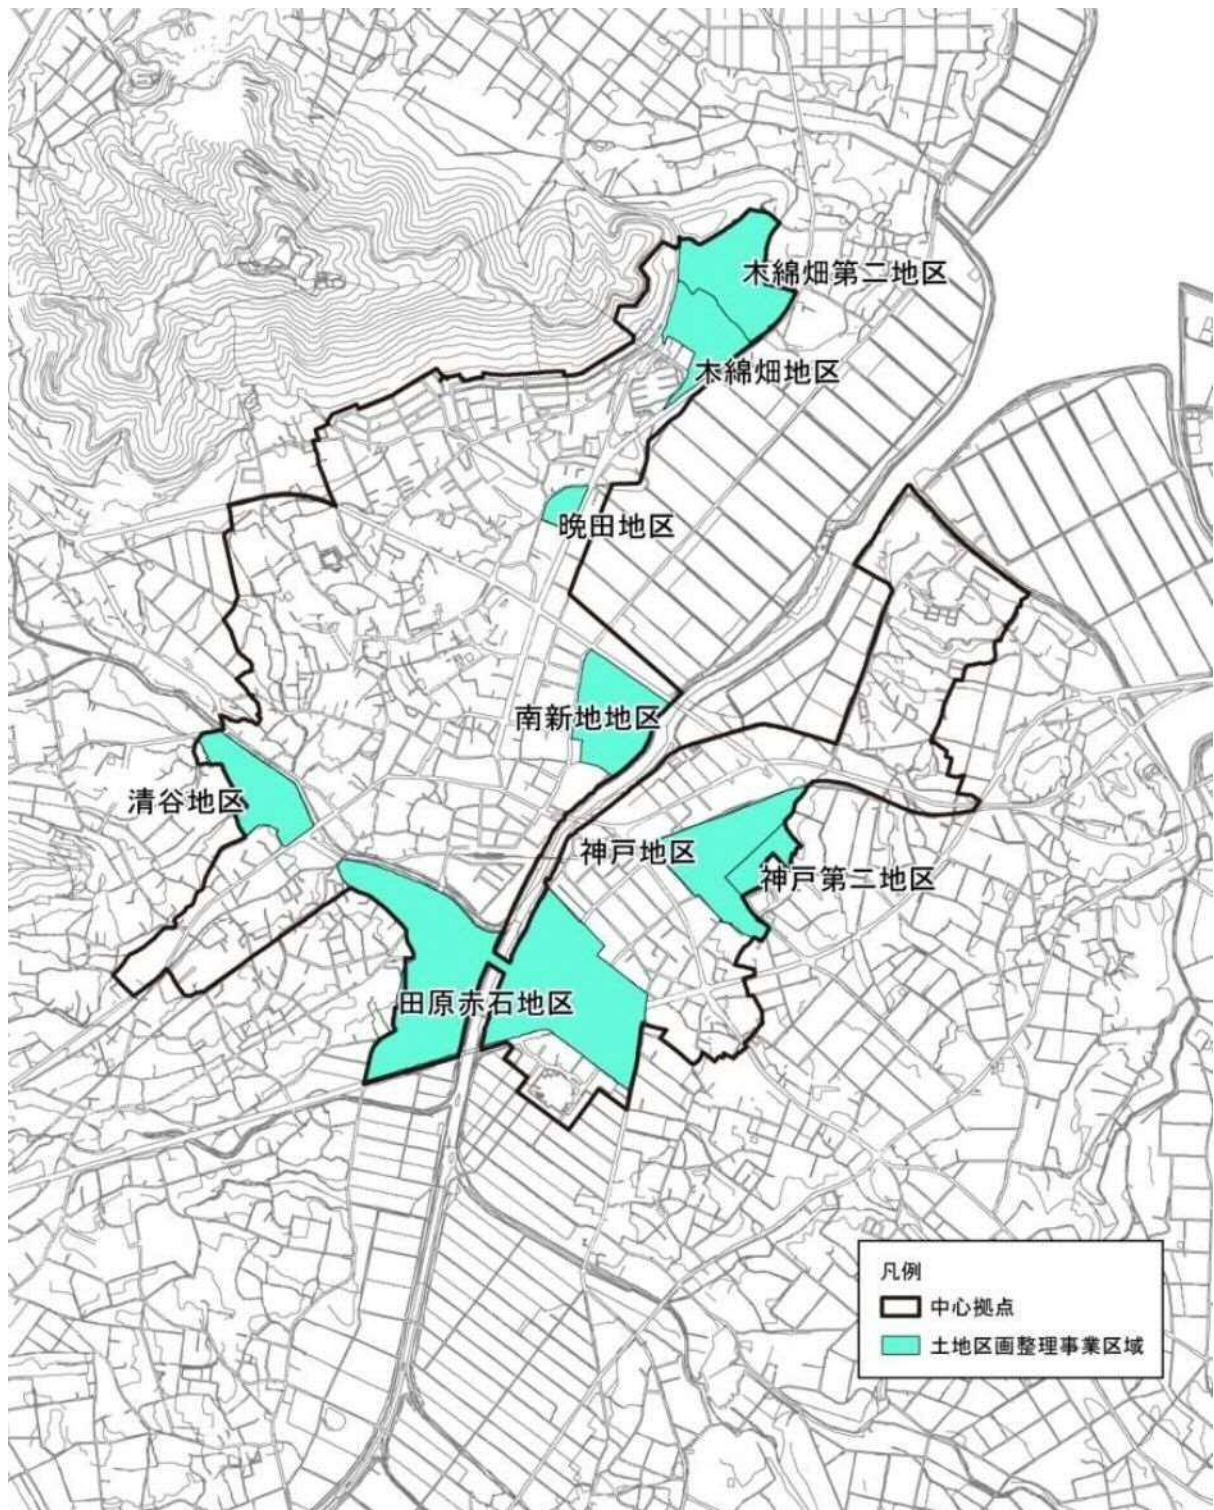 木綿畑第二地区
木綿畑地区
晩田地区
南新地地区
清谷地区
神戸地区
神戸第二地区
田原赤石地区
凡例
中心拠点
土地区画整理事業区域